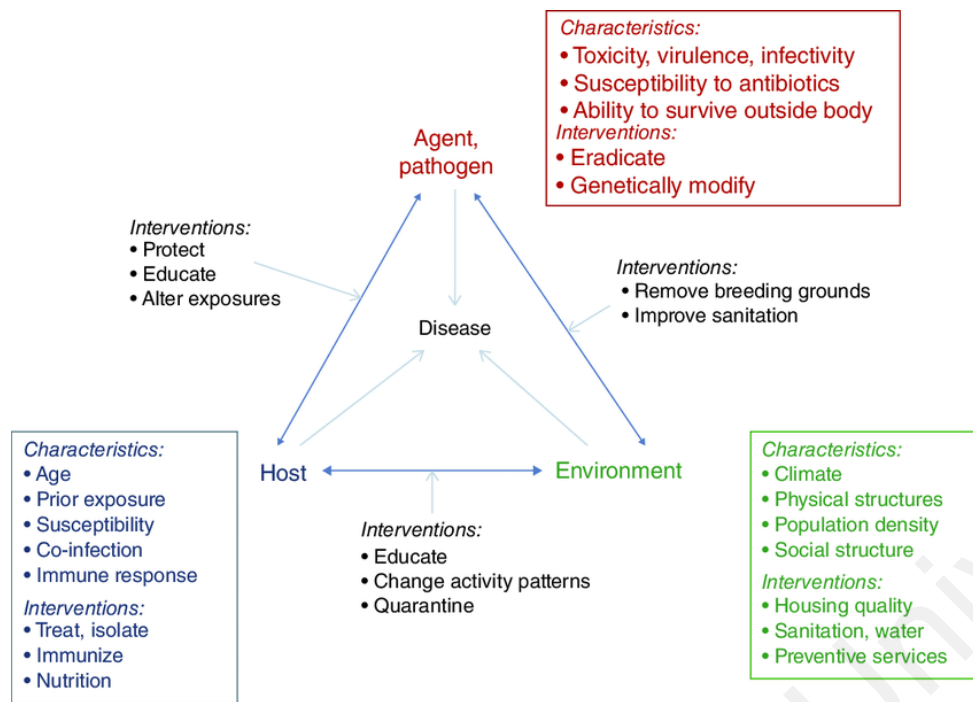 Characteristics:
• Toxicity, virulence, infectivity
• Susceptibility to antibiotics
• Ability to survive outside body
Interventions:
• Eradicate
• Genetically modify
Agent,
pathogen
Interventions:
• Protect
• Educate
• Alter exposures
Interventions:
• Remove breeding grounds
• Improve sanitation
Disease
Characteristics:
• Age
• Prior exposure
• Susceptibility
• Co-infection
• Immune response
Interventions:
• Treat, isolate
• Immunize
• Nutrition
Host
Environment
Interventions:
• Educate
• Change activity patterns
• Quarantine
Characteristics:
• Climate
• Physical structures
• Population density
• Social structure
Interventions:
• Housing quality
• Sanitation, water
• Preventive services